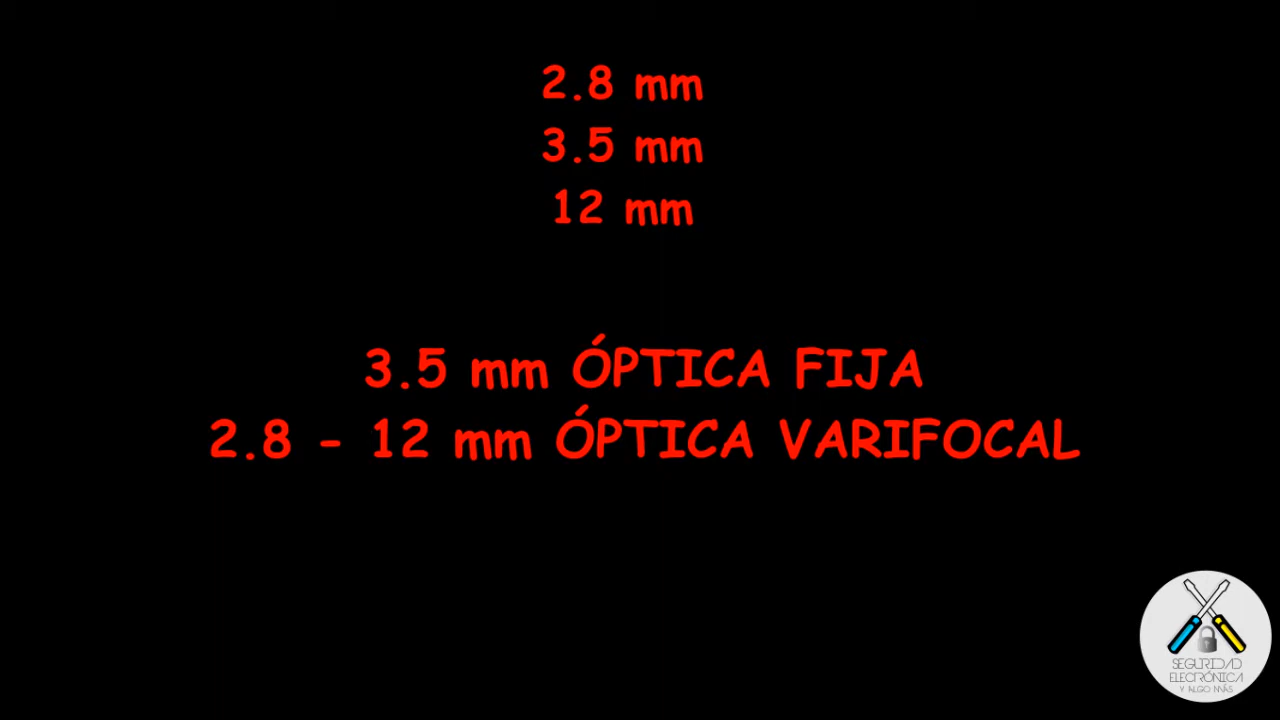 2.8 mm
3.5 mm
12 mm
3.5 mm ÓPTICA FIJA
2.8 - 12 mm ÓPTICA VARIFOCAL
SEGURIDAD
ELECTRÓNICA
Y ALGO MÁS